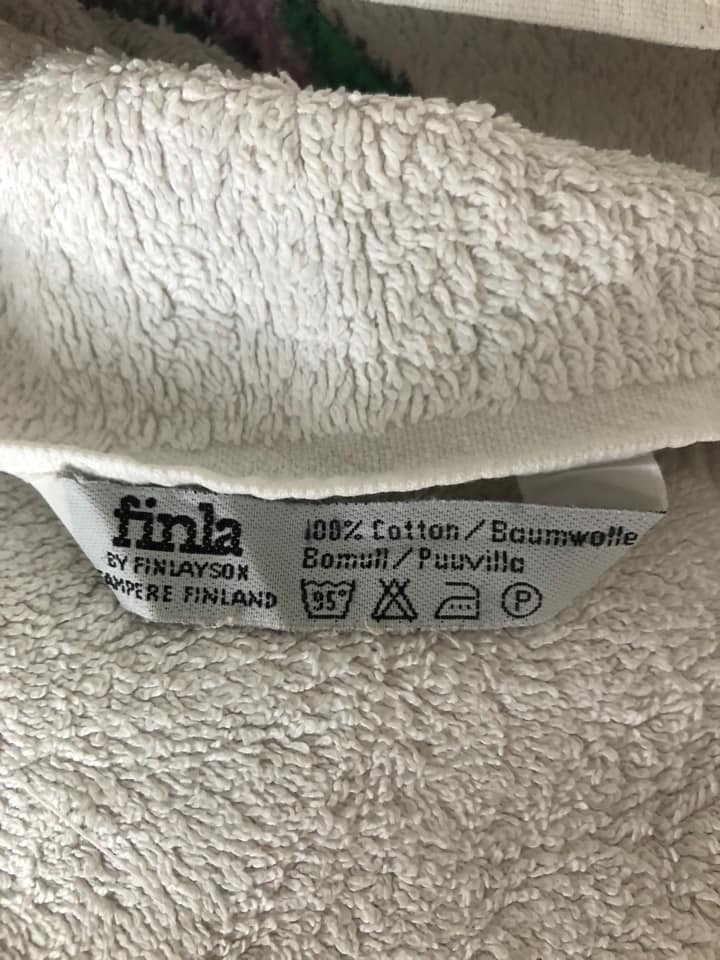 finla
BY FINLAYSON
TAMPERE FINLAND
100% Cotton / Baumwolle
Bomull / Puuvilla
95° P